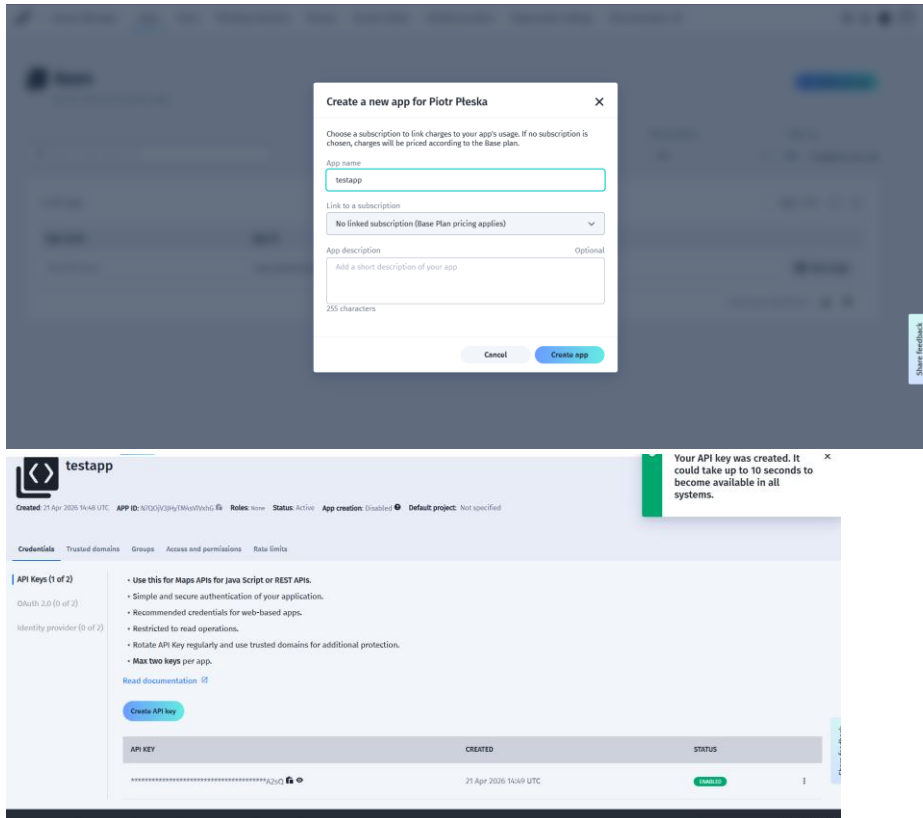 Create a new app for Piotr Płeska
Choose a subscription to link charges to your app's usage. If no subscription is
chosen, charges will be priced according to the Base plan.
App name
testapp
Link to a subscription
No linked subscription (Base Plan pricing applies)
App description Optional
Add a short description of your app
255 characters
Cancel Create app
Share feedback
testapp
Your API key was created. It
could take up to 10 seconds to
become available in all
systems.
Created: 21 Apr 2026 14:48 UTC APP ID: Roles: None Status: Active App creation: Disabled Default project: Not specified
Credentials Trusted domains Groups Access and permissions Rate limits
API Keys (1 of 2)
OAuth 2.0 (0 of 2)
Identity provider (0 of 2)
• Use this for Maps APIs for Java Script or REST APIs.
• Simple and secure authentication of your application.
• Recommended credentials for web-based apps.
• Restricted to read operations.
• Rotate API Key regularly and use trusted domains for additional protection.
• Max two keys per app.
Read documentation
Create API key
API KEY CREATED STATUS
****************************************A2sQ 21 Apr 2026 14:49 UTC ENABLED